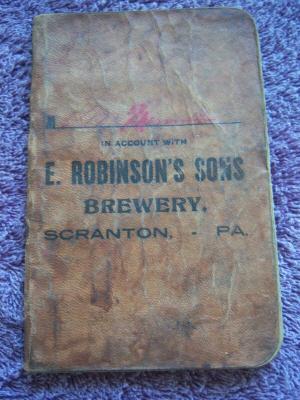 M
IN ACCOUNT WITH
E. ROBINSON'S SONS
BREWERY,
SCRANTON, - PA.